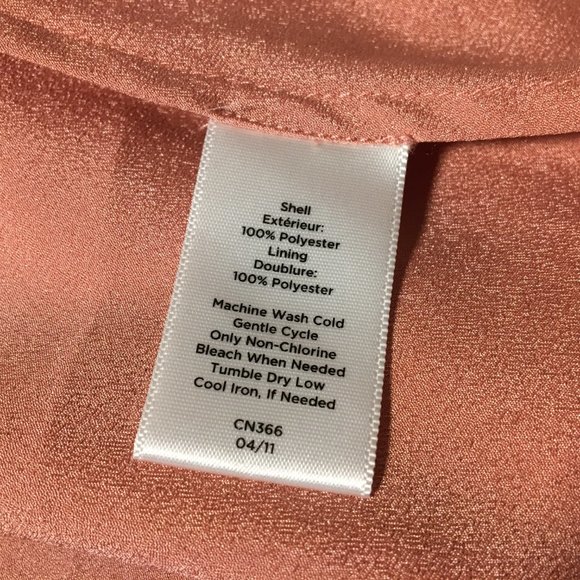 Shell
Extérieur:
100% Polyester
Lining
Doublure:
100% Polyester
Machine Wash Cold
Gentle Cycle
Only Non-Chlorine
Bleach When Needed
Tumble Dry Low
Cool Iron, If Needed
CN366
04/11